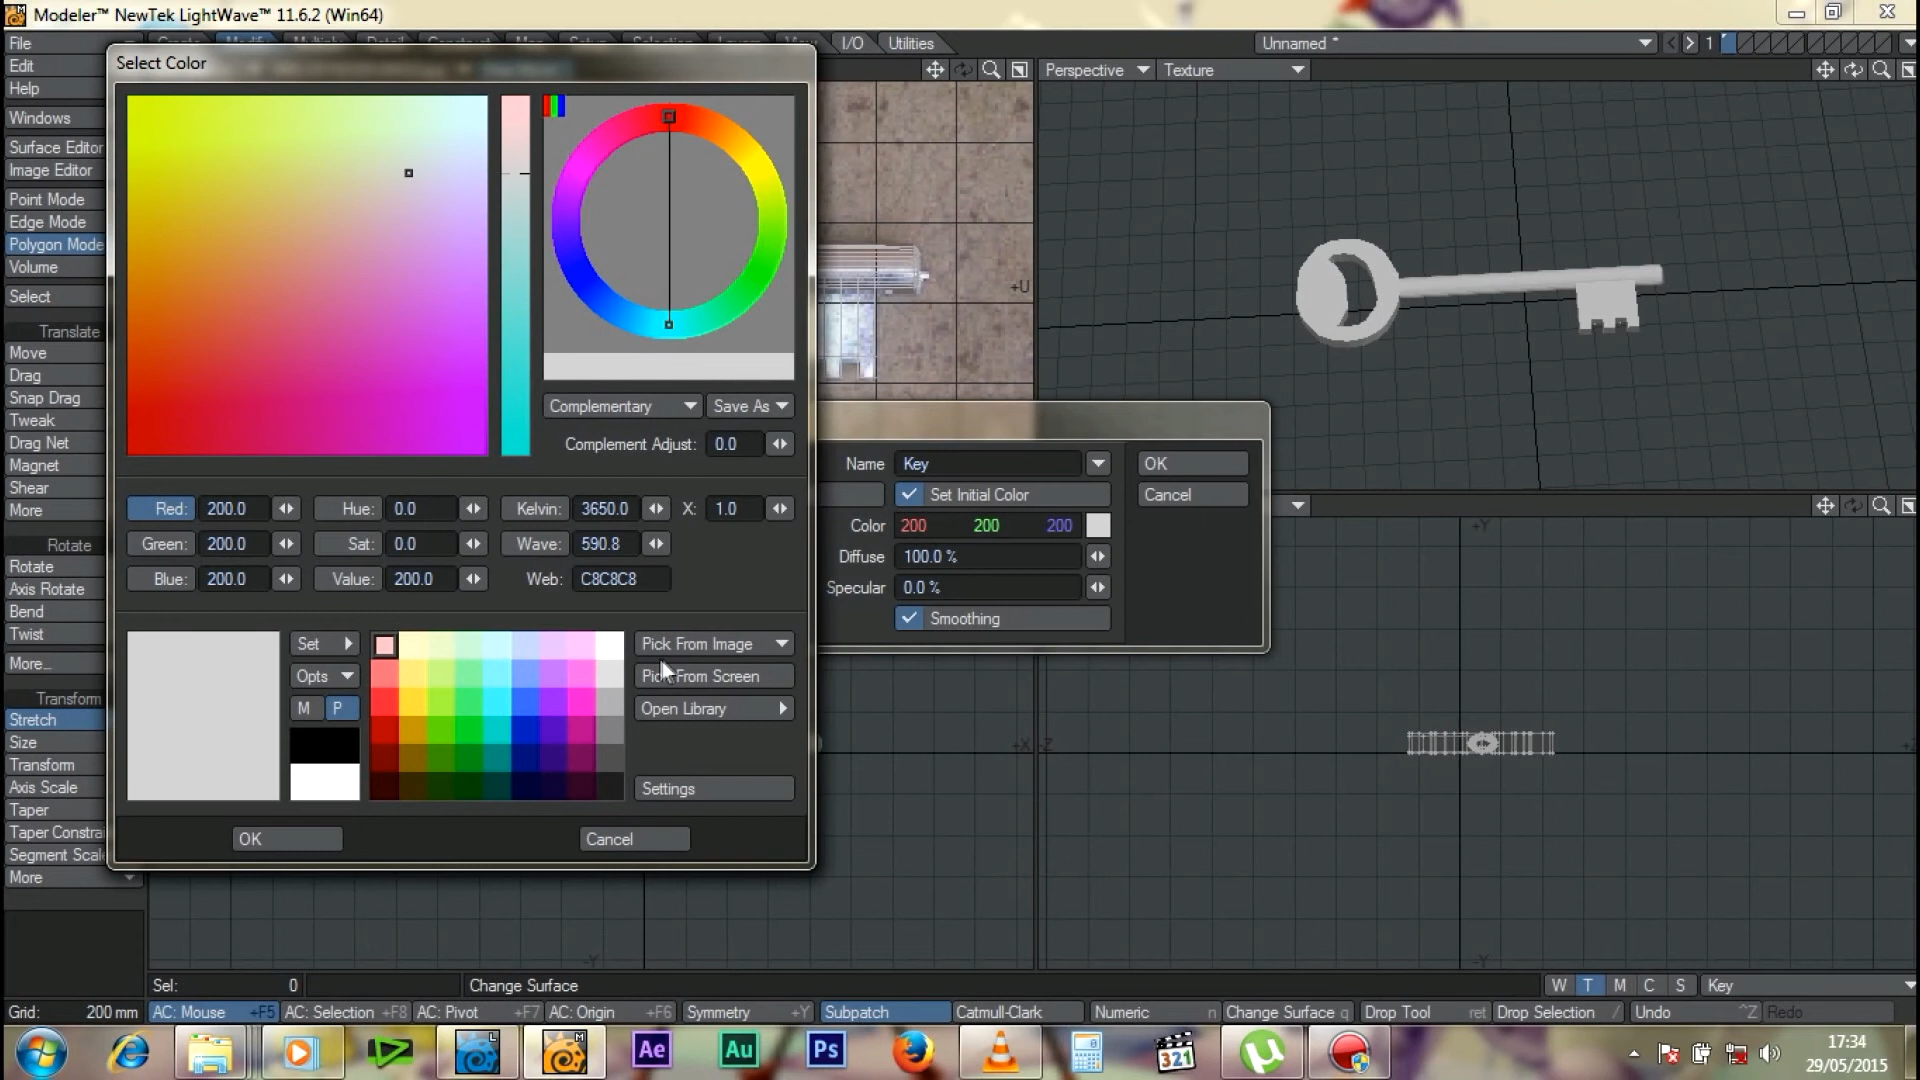 Modeler™ NewTek LightWave™ 11.6.2 (Win64)
File
Modify
I/O
Utilities
Unnamed *
1
Edit
Help
Windows
Surface Editor
Image Editor
Point Mode
Edge Mode
Polygon Mode
Volume
Select
Translate
Move
Drag
Snap Drag
Tweak
Drag Net
Magnet
Shear
More
Rotate
Rotate
Axis Rotate
Bend
Twist
More...
Transform
Stretch
Size
Transform
Axis Scale
Taper
Taper Constra
Segment Scale
More
Select Color
Complementary
Save As
Complement Adjust: 0.0
Red: 200.0 Hue: 0.0 Kelvin: 3650.0 X: 1.0
Green: 200.0 Sat: 0.0 Wave: 590.8
Blue: 200.0 Value: 200.0 Web: C8C8C8
Set
Opts
M P
Pick From Image
Pick From Screen
Open Library
Settings
OK Cancel
Perspective Texture
+U
Name Key OK
Set Initial Color Cancel
Color 200 200 200
Diffuse 100.0 %
Specular 0.0 %
Smoothing
+Y
+X
-Z
-Y
-Y
Sel: 0 Change Surface
W T M C S Key
Grid: 200 mm AC: Mouse +F5 AC: Selection +F8 AC: Pivot +F7 AC: Origin +F6 Symmetry +Y Subpatch Catmull-Clark Numeric n Change Surface q Drop Tool ret Drop Selection / Undo ^Z Redo
L
M
Ae
Au
Ps
321
µ
17:34
29/05/2015